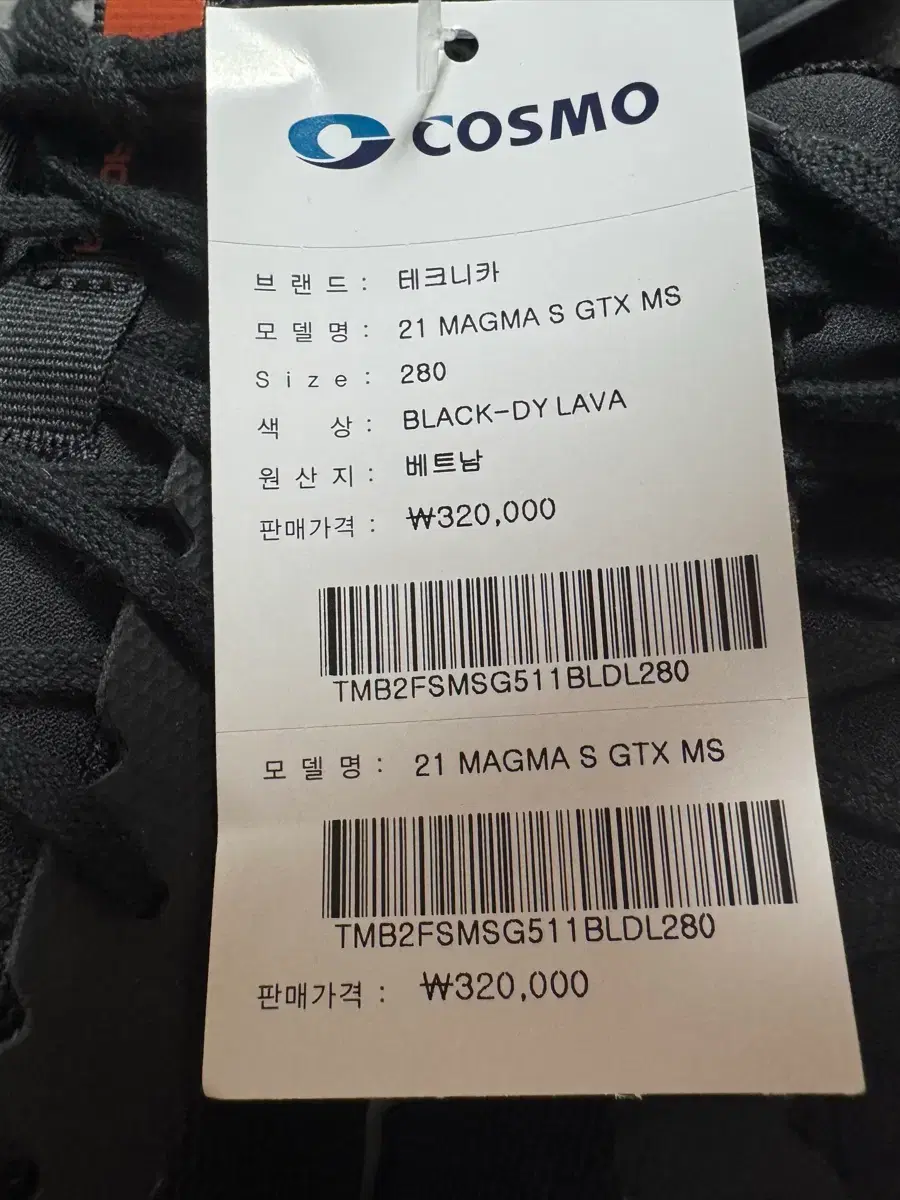 COSMO
브랜드: 테크니카
모델명: 21 MAGMA S GTX MS
Size: 280
색상: BLACK-DY LAVA
원산지: 베트남
판매가격: ₩320,000
TMB2FSMSG511BLDL280
모델명: 21 MAGMA S GTX MS
TMB2FSMSG511BLDL280
판매가격: ₩320,000